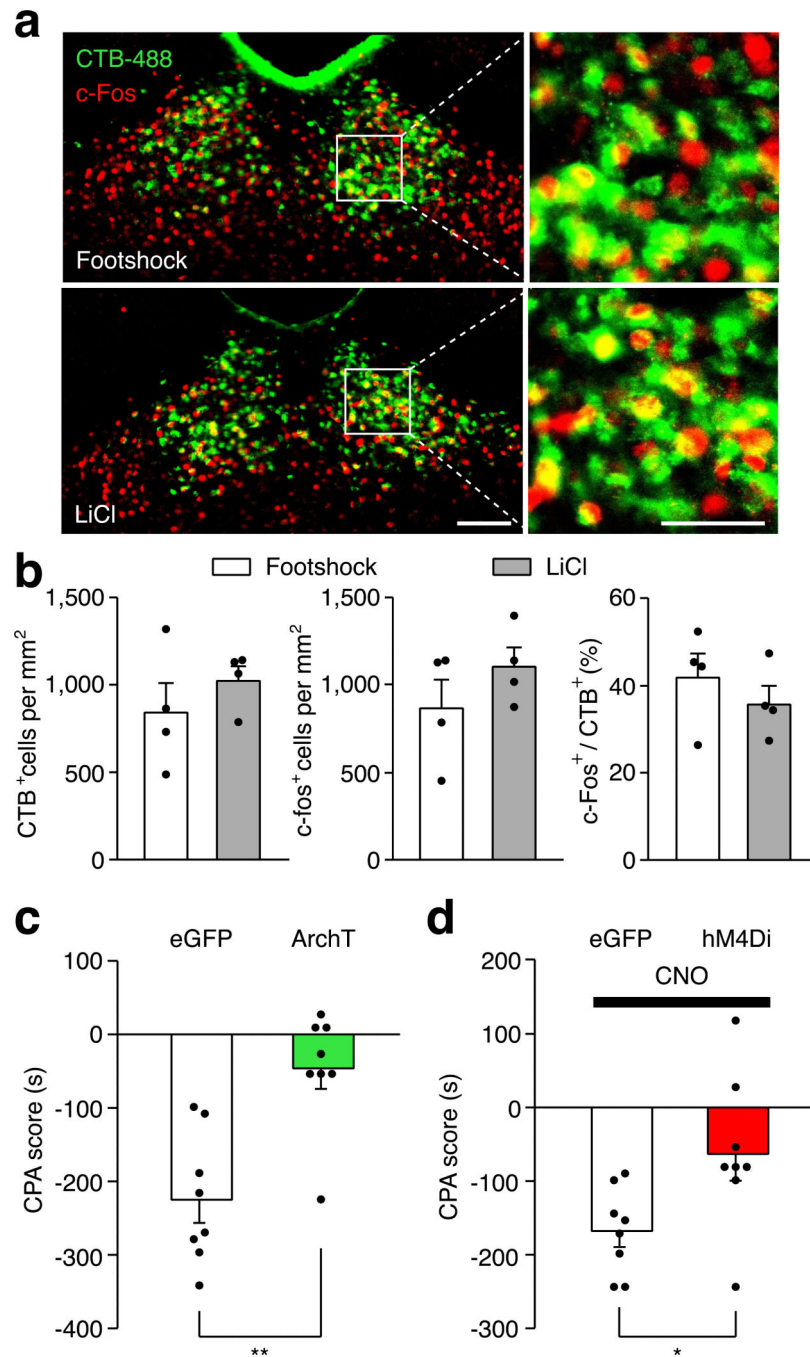 a
CTB-488
c-Fos
Footshock
LiCl
b
Footshock
LiCl
1,500
1,000
500
0
CTB⁺cells per mm²
1,500
1,000
500
0
c-fos⁺ cells per mm²
60
40
20
0
c-Fos⁺ / CTB⁺ (%)
c
eGFP
ArchT
100
0
-100
-200
-300
-400
CPA score (s)
**
d
eGFP
hM4Di
CNO
200
100
0
-100
-200
-300
CPA score (s)
*